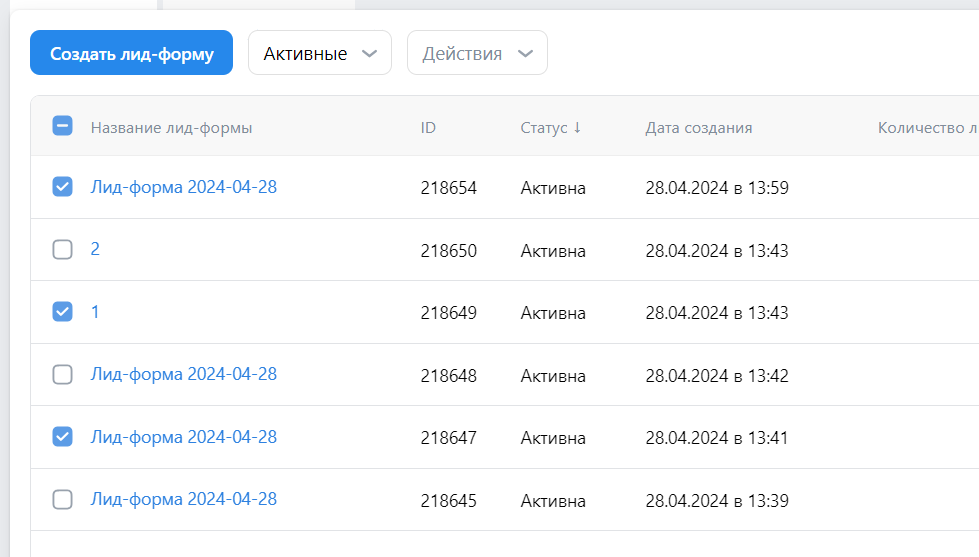 Создать лид-форму Активные Действия
Название лид-формы ID Статус ↓ Дата создания Количество л
Лид-форма 2024-04-28 218654 Активна 28.04.2024 в 13:59
2 218650 Активна 28.04.2024 в 13:43
1 218649 Активна 28.04.2024 в 13:43
Лид-форма 2024-04-28 218648 Активна 28.04.2024 в 13:42
Лид-форма 2024-04-28 218647 Активна 28.04.2024 в 13:41
Лид-форма 2024-04-28 218645 Активна 28.04.2024 в 13:39